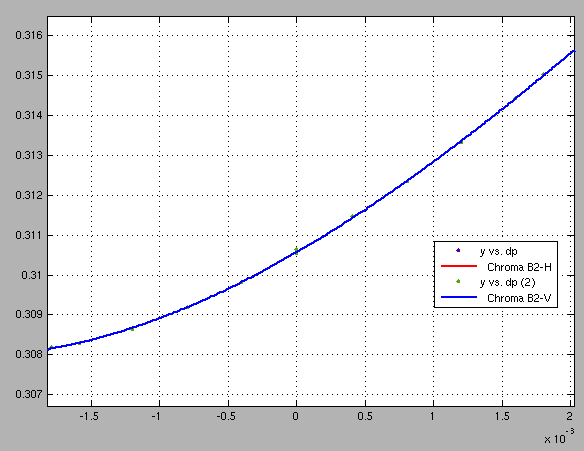 0.316
0.315
0.314
0.313
0.312
0.311
0.31
0.309
0.308
0.307
y vs. dp
Chroma B2-H
y vs. dp (2)
Chroma B2-V
-1.5 -1 -0.5 0 0.5 1 1.5 2
x 10-3